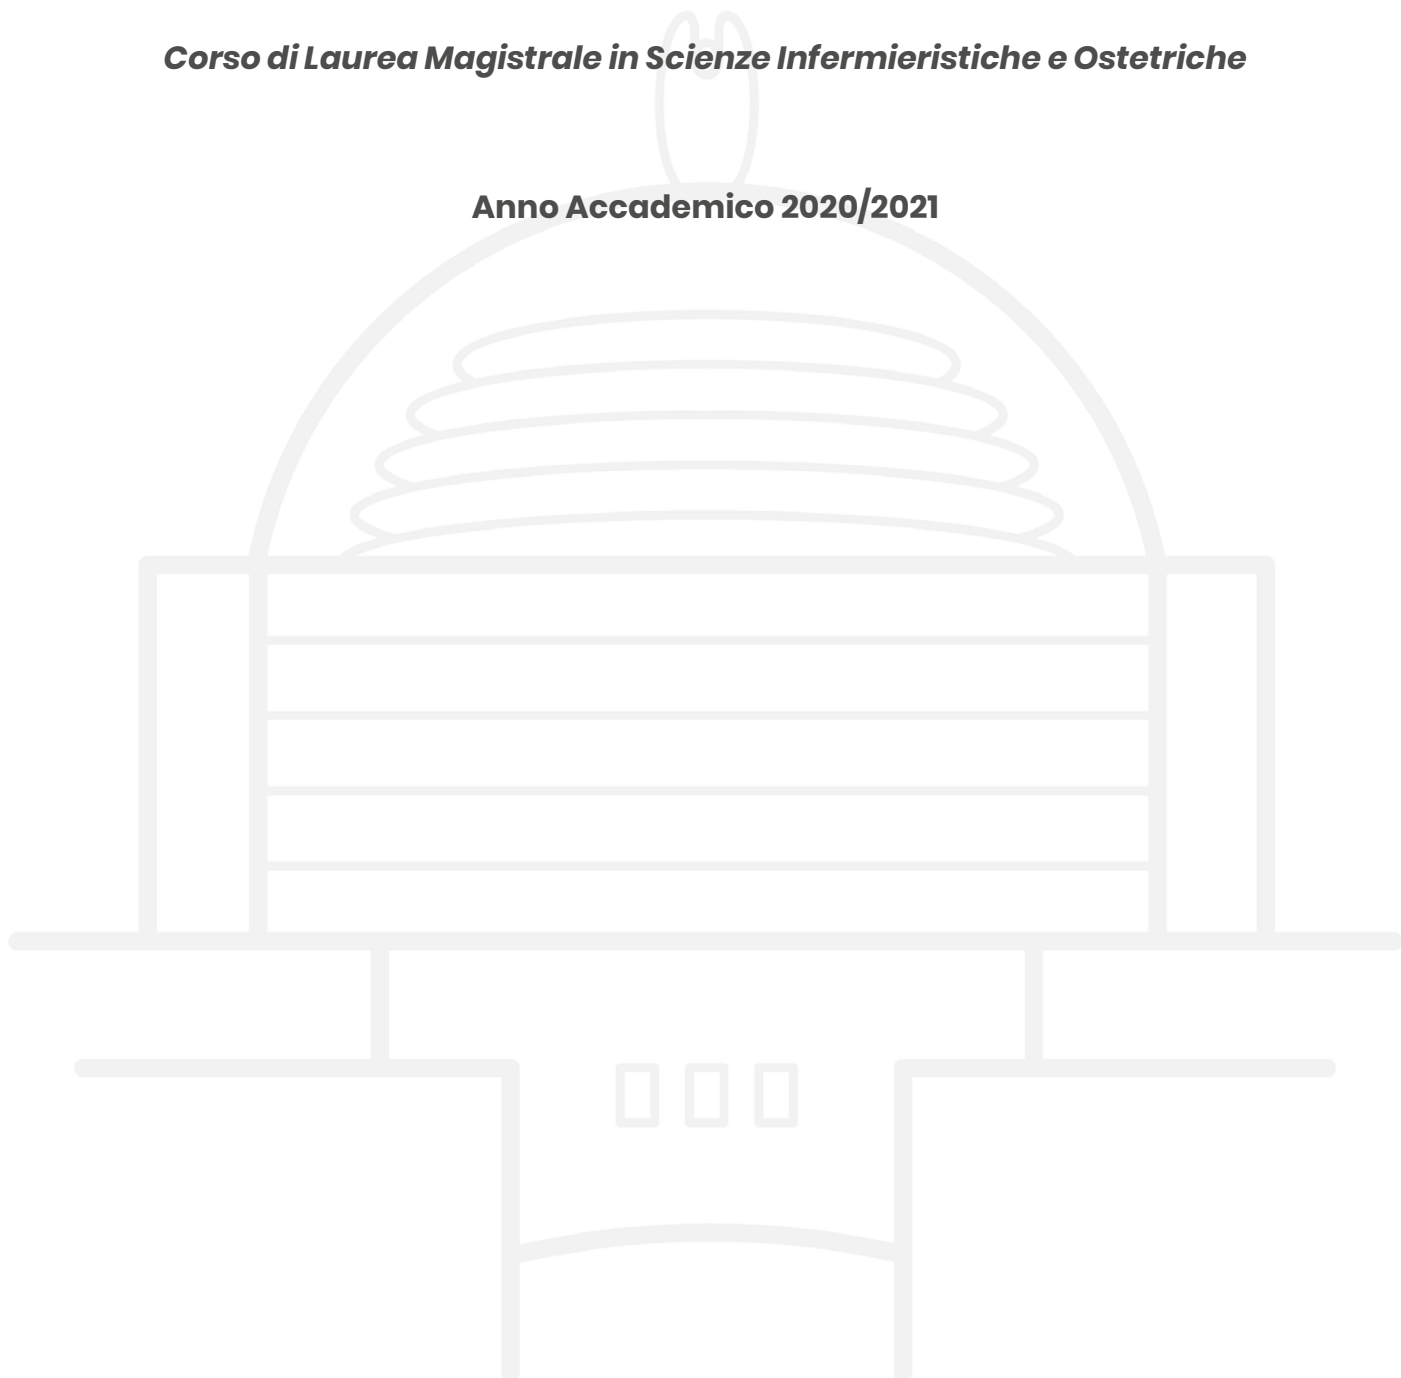 Corso di Laurea Magistrale in Scienze Infermieristiche e Ostetriche
Anno Accademico 2020/2021